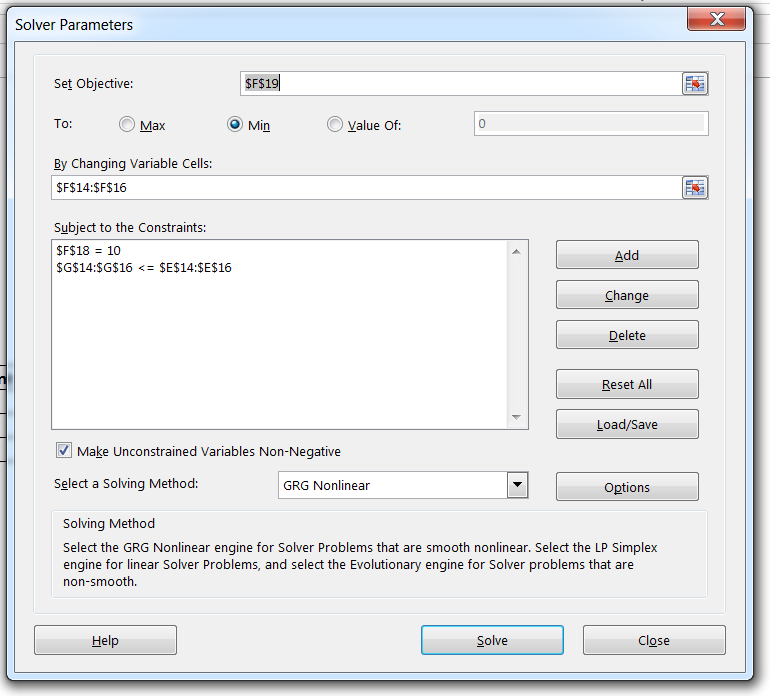 Solver Parameters
Set Objective: $F$19
To: Max Min Value Of: 0
By Changing Variable Cells:
$F$14:$F$16
Subject to the Constraints:
$F$18 = 10
$G$14:$G$16 <= $E$14:$E$16
Add
Change
Delete
Reset All
Load/Save
Make Unconstrained Variables Non-Negative
Select a Solving Method: GRG Nonlinear Options
Solving Method
Select the GRG Nonlinear engine for Solver Problems that are smooth nonlinear. Select the LP Simplex
engine for linear Solver Problems, and select the Evolutionary engine for Solver problems that are
non-smooth.
Help Solve Close